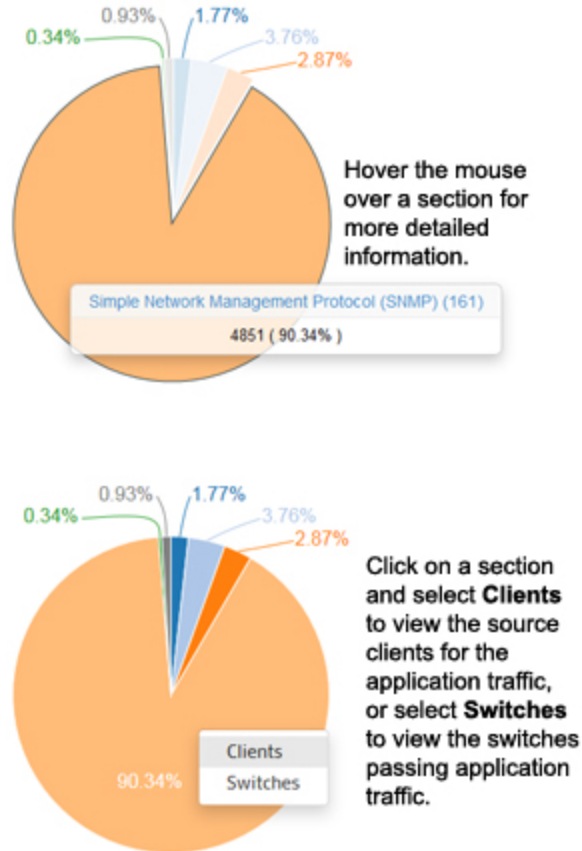 0.93%
1.77%
0.34%
3.76%
2.87%
Hover the mouse
over a section for
more detailed
information.
Simple Network Management Protocol (SNMP) (161)
4851 ( 90.34% )
0.93%
1.77%
0.34%
3.76%
2.87%
Click on a section
and select Clients
to view the source
clients for the
application traffic,
or select Switches
to view the switches
passing application
traffic.
90.34%
Clients
Switches